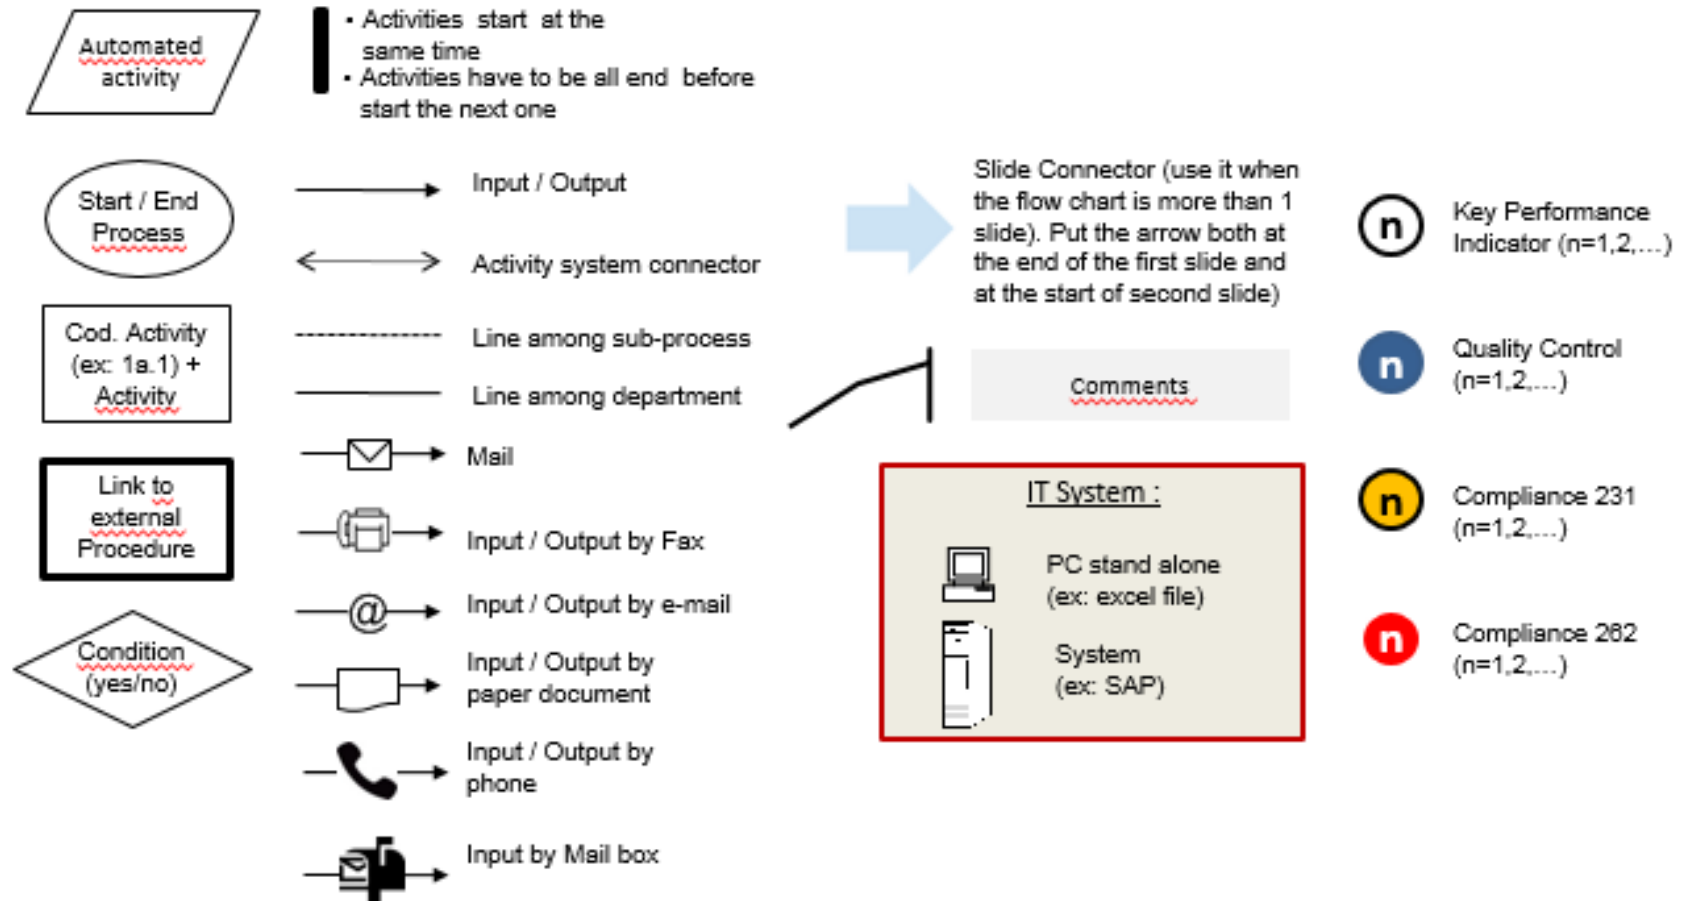 Automated
activity
• Activities start at the
same time
• Activities have to be all end before
start the next one
Start / End
Process
Cod. Activity
(ex: 1a.1) +
Activity
Link to
external
Procedure
Condition
(yes/no)
Input / Output
Activity system connector
Line among sub-process
Line among department
Mail
Input / Output by Fax
@
Input / Output by e-mail
Input / Output by
paper document
Input / Output by
phone
Input by Mail box
Slide Connector (use it when
the flow chart is more than 1
slide). Put the arrow both at
the end of the first slide and
at the start of second slide)
Comments
IT System :
PC stand alone
(ex: excel file)
System
(ex: SAP)
n
Key Performance
Indicator (n=1,2,...)
n
Quality Control
(n=1,2,...)
n
Compliance 231
(n=1,2,...)
n
Compliance 262
(n=1,2,...)